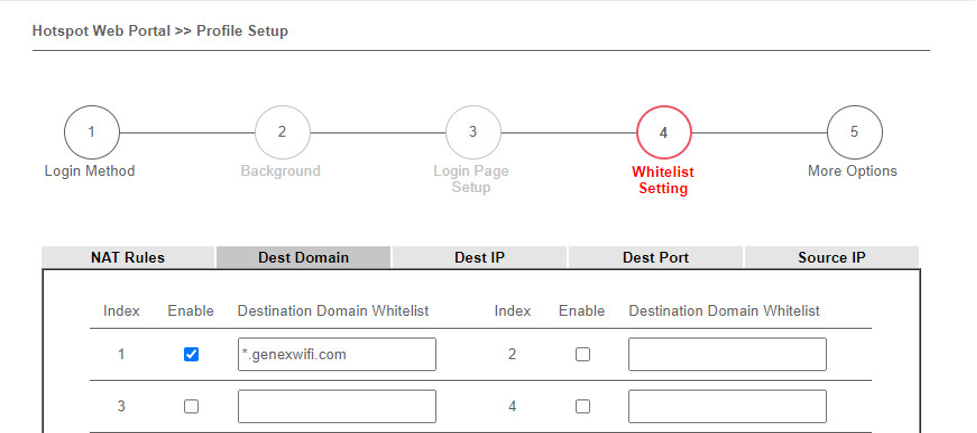 Hotspot Web Portal >> Profile Setup
1 2 3 4 5
Login Method Background Login Page Setup Whitelist Setting More Options
NAT Rules Dest Domain Dest IP Dest Port Source IP
Index Enable Destination Domain Whitelist Index Enable Destination Domain Whitelist
1 *.genexwifi.com 2
3 4